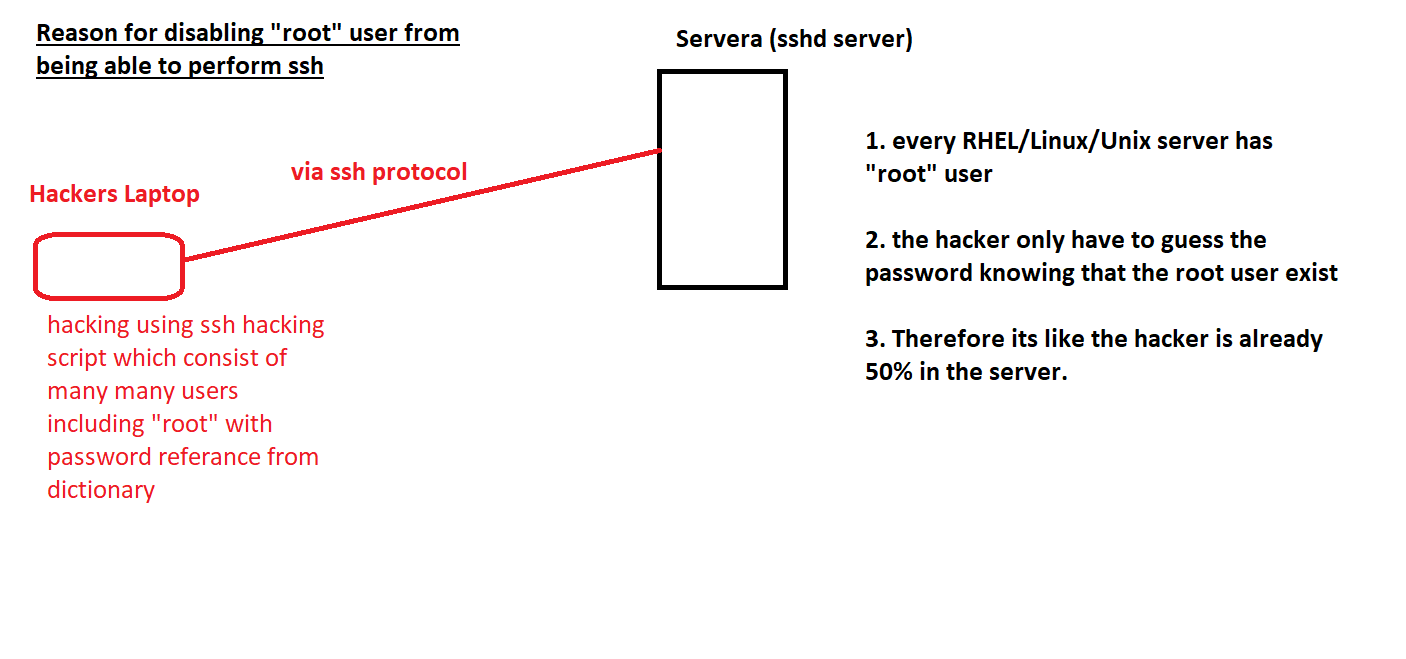 Reason for disabling "root" user from
being able to perform ssh
Servera (sshd server)
via ssh protocol
Hackers Laptop
hacking using ssh hacking
script which consist of
many many users
including "root" with
password referance from
dictionary
1. every RHEL/Linux/Unix server has
"root" user
2. the hacker only have to guess the
password knowing that the root user exist
3. Therefore its like the hacker is already
50% in the server.